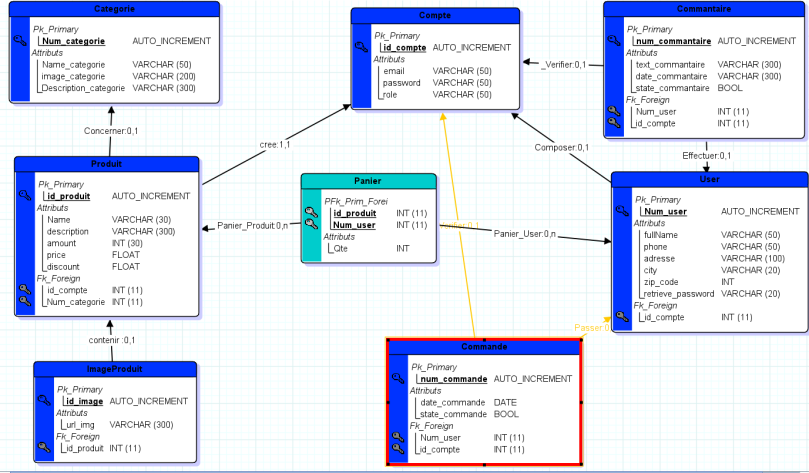 Categorie
Pk_Primary
Num_categorie AUTO_INCREMENT
Attributs
Name_categorie VARCHAR (50)
image_categorie VARCHAR (200)
Description_categorie VARCHAR (300)
Compte
Pk_Primary
id_compte AUTO_INCREMENT
Attributs
email VARCHAR (50)
password VARCHAR (50)
role VARCHAR (50)
Commantaire
Pk_Primary
num_commantaire AUTO_INCREMENT
Attributs
text_commantaire VARCHAR (300)
date_commantaire VARCHAR (300)
state_commantaire BOOL
Fk_Foreign
Num_user INT (11)
id_compte INT (11)
_Verifier:0,1
Concerner:0,1
cree:1,1
Composer:0,1
Effectuer:0,1
Produit
Pk_Primary
id_produit AUTO_INCREMENT
Attributs
Name VARCHAR (30)
description VARCHAR (300)
amount INT (30)
price FLOAT
discount FLOAT
Fk_Foreign
id_compte INT (11)
Num_categorie INT (11)
Panier_Produit:0,n
Panier
PFk_Prim_Forei
id_produit INT (11)
Num_user INT (11)
Attributs
Qte INT
Panier_User:0,n
User
Pk_Primary
Num_user AUTO_INCREMENT
Attributs
fullName VARCHAR (50)
phone VARCHAR (50)
adresse VARCHAR (100)
city VARCHAR (20)
zip_code INT
retrieve_password VARCHAR (20)
Fk_Foreign
id_compte INT (11)
contenir :0,1
ImageProduit
Pk_Primary
id_image AUTO_INCREMENT
Attributs
url_img VARCHAR (300)
Fk_Foreign
id_produit INT (11)
Commande
Pk_Primary
num_commande AUTO_INCREMENT
Attributs
date_commande DATE
state_commande BOOL
Fk_Foreign
Num_user INT (11)
id_compte INT (11)